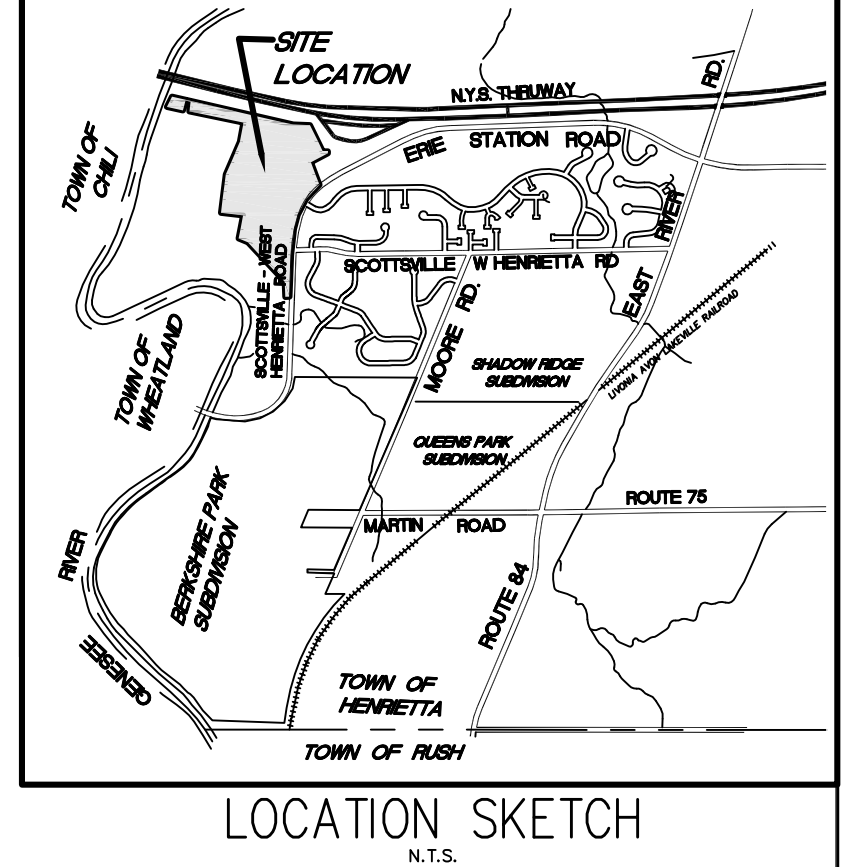 SITE
LOCATION
N.Y.S. THRUWAY
RD.
TOWN OF
CHILI
ERIE STATION ROAD
RIVER
SCOTTSVILLE - WEST
HENRIETTA ROAD
SCOTTSVILLE W HENRIETTA RD
EAST
MOORE RD.
LIVONIA AVON LAKEVILLE RAILROAD
TOWN OF
WHEATLAND
SHADOW RIDGE
SUBDIVISION
QUEENS PARK
SUBDIVISION
BERKSHIRE PARK
SUBDIVISION
ROUTE 75
MARTIN ROAD
RIVER
ROUTE 84
GENESEE
TOWN OF
HENRIETTA
TOWN OF RUSH
LOCATION SKETCH
N.T.S.